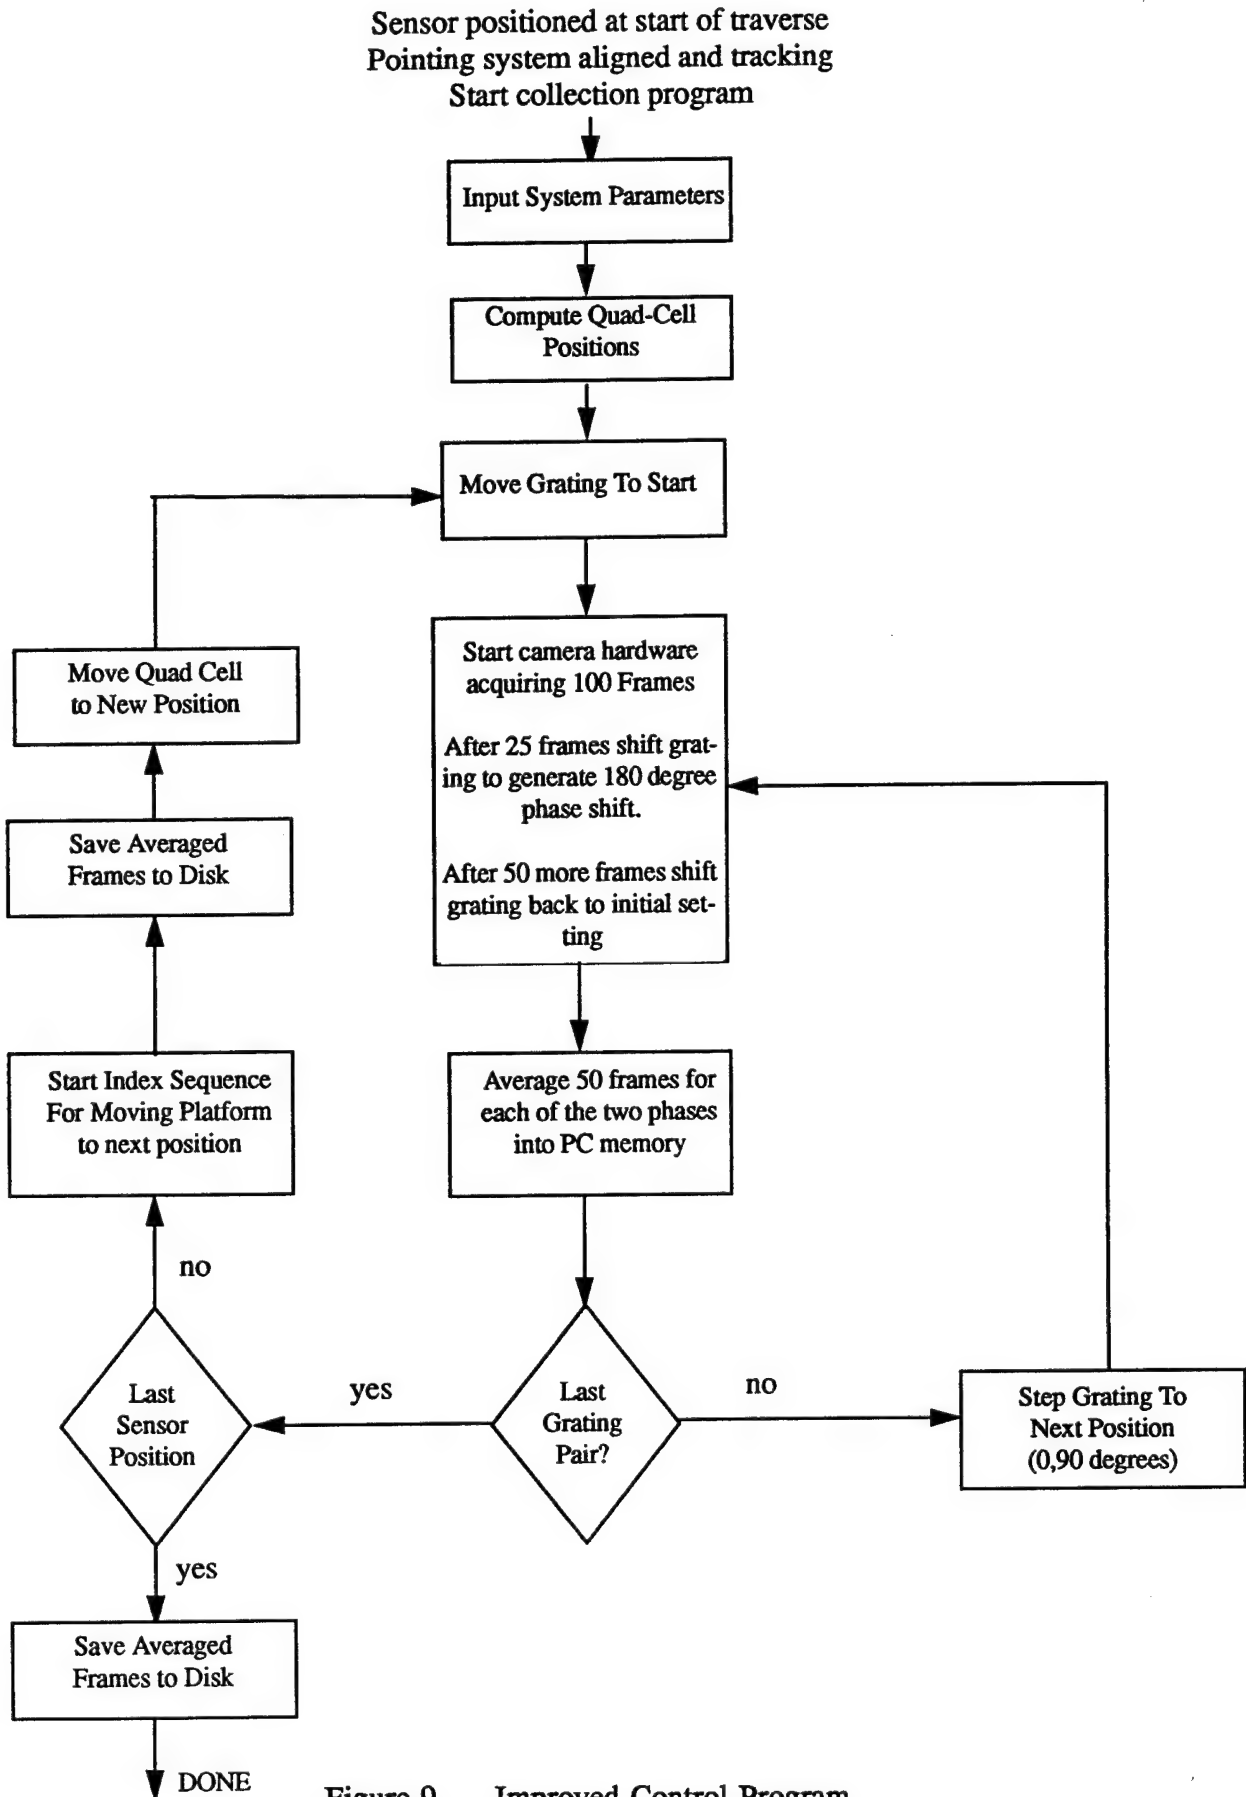 Sensor positioned at start of traverse
Pointing system aligned and tracking
Start collection program
Input System Parameters
Compute Quad-Cell
Positions
Move Grating To Start
Start camera hardware
acquiring 100 Frames
After 25 frames shift grat-
ing to generate 180 degree
phase shift.
After 50 more frames shift
grating back to initial set-
ting
Average 50 frames for
each of the two phases
into PC memory
Last
Grating
Pair?
no
Step Grating To
Next Position
(0,90 degrees)
yes
Last
Sensor
Position
no
Start Index Sequence
For Moving Platform
to next position
Save Averaged
Frames to Disk
Move Quad Cell
to New Position
yes
Save Averaged
Frames to Disk
DONE
Figure 9 Improved Control Program